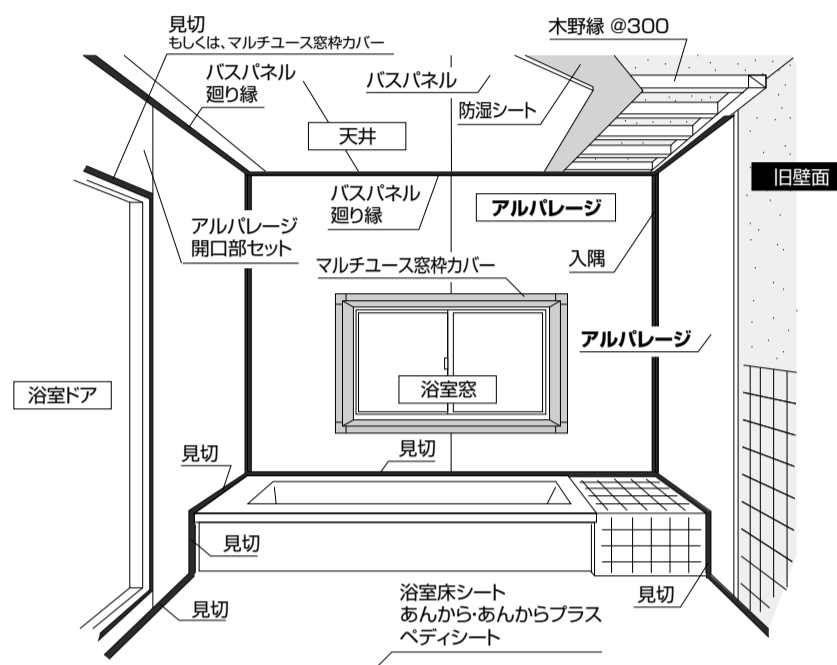 見切
もしくは、マルチユース窓枠カバー
木野縁 @300
バスパネル
廻り縁
バスパネル
防湿シート
天井
旧壁面
バスパネル
廻り縁
アルパレージ
アルパレージ
開口部セット
入隅
マルチユース窓枠カバー
アルパレージ
浴室ドア
浴室窓
見切
見切
見切
見切
見切
浴室床シート
あんから・あんからプラス
ペディシート
見切